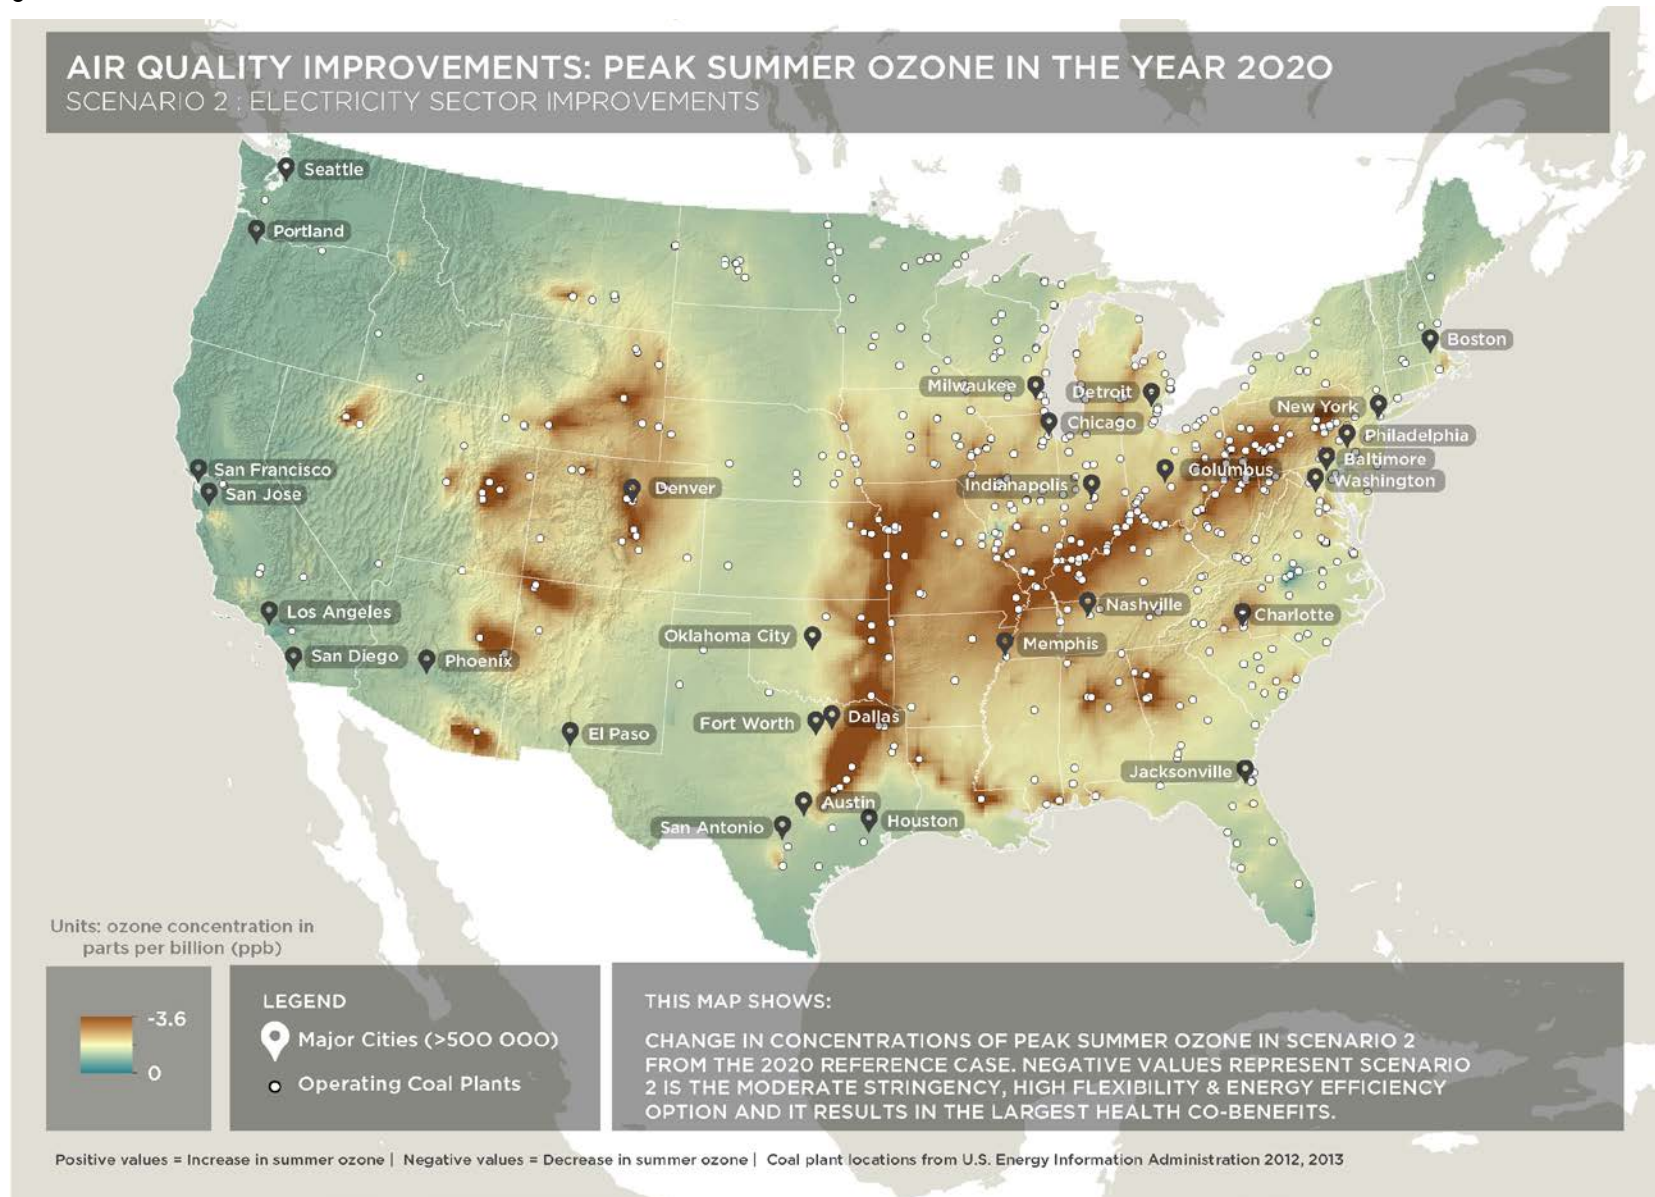 AIR QUALITY IMPROVEMENTS: PEAK SUMMER OZONE IN THE YEAR 2020
SCENARIO 2 : ELECTRICITY SECTOR IMPROVEMENTS
Seattle
Portland
Boston
Milwaukee
Detroit
New York
Chicago
Philadelphia
Baltimore
San Francisco
Columbus
Washington
San Jose
Denver
Indianapolis
Los Angeles
Nashville
Charlotte
Oklahoma City
Memphis
San Diego
Phoenix
Fort Worth
Dallas
El Paso
Jacksonville
Austin
San Antonio
Houston
Units: ozone concentration in
parts per billion (ppb)
-3.6
0
LEGEND
Major Cities (>500 000)
Operating Coal Plants
THIS MAP SHOWS:
CHANGE IN CONCENTRATIONS OF PEAK SUMMER OZONE IN SCENARIO 2
FROM THE 2020 REFERENCE CASE. NEGATIVE VALUES REPRESENT SCENARIO
2 IS THE MODERATE STRINGENCY, HIGH FLEXIBILITY & ENERGY EFFICIENCY
OPTION AND IT RESULTS IN THE LARGEST HEALTH CO-BENEFITS.
Positive values = Increase in summer ozone | Negative values = Decrease in summer ozone | Coal plant locations from U.S. Energy Information Administration 2012, 2013